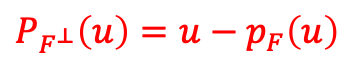 P_{F^⊥}(u) = u − p_F(u)